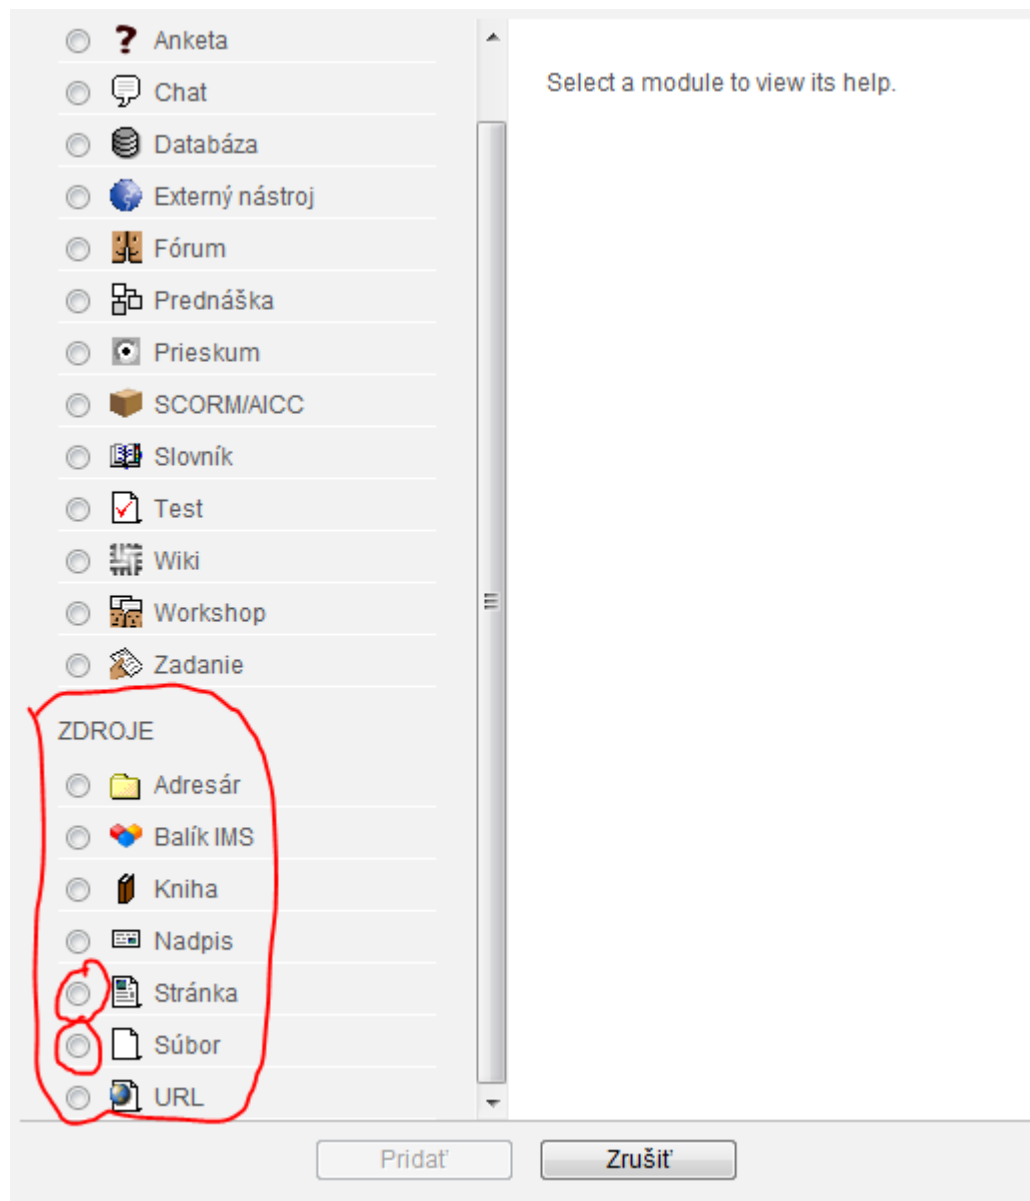 Anketa
Chat
Databáza
Externý nástroj
Fórum
Prednáška
Prieskum
SCORM/AICC
Slovník
Test
Wiki
Workshop
Zadanie
ZDROJE
Adresár
Balík IMS
Kniha
Nadpis
Stránka
Súbor
URL
Select a module to view its help.
Pridať
Zrušiť